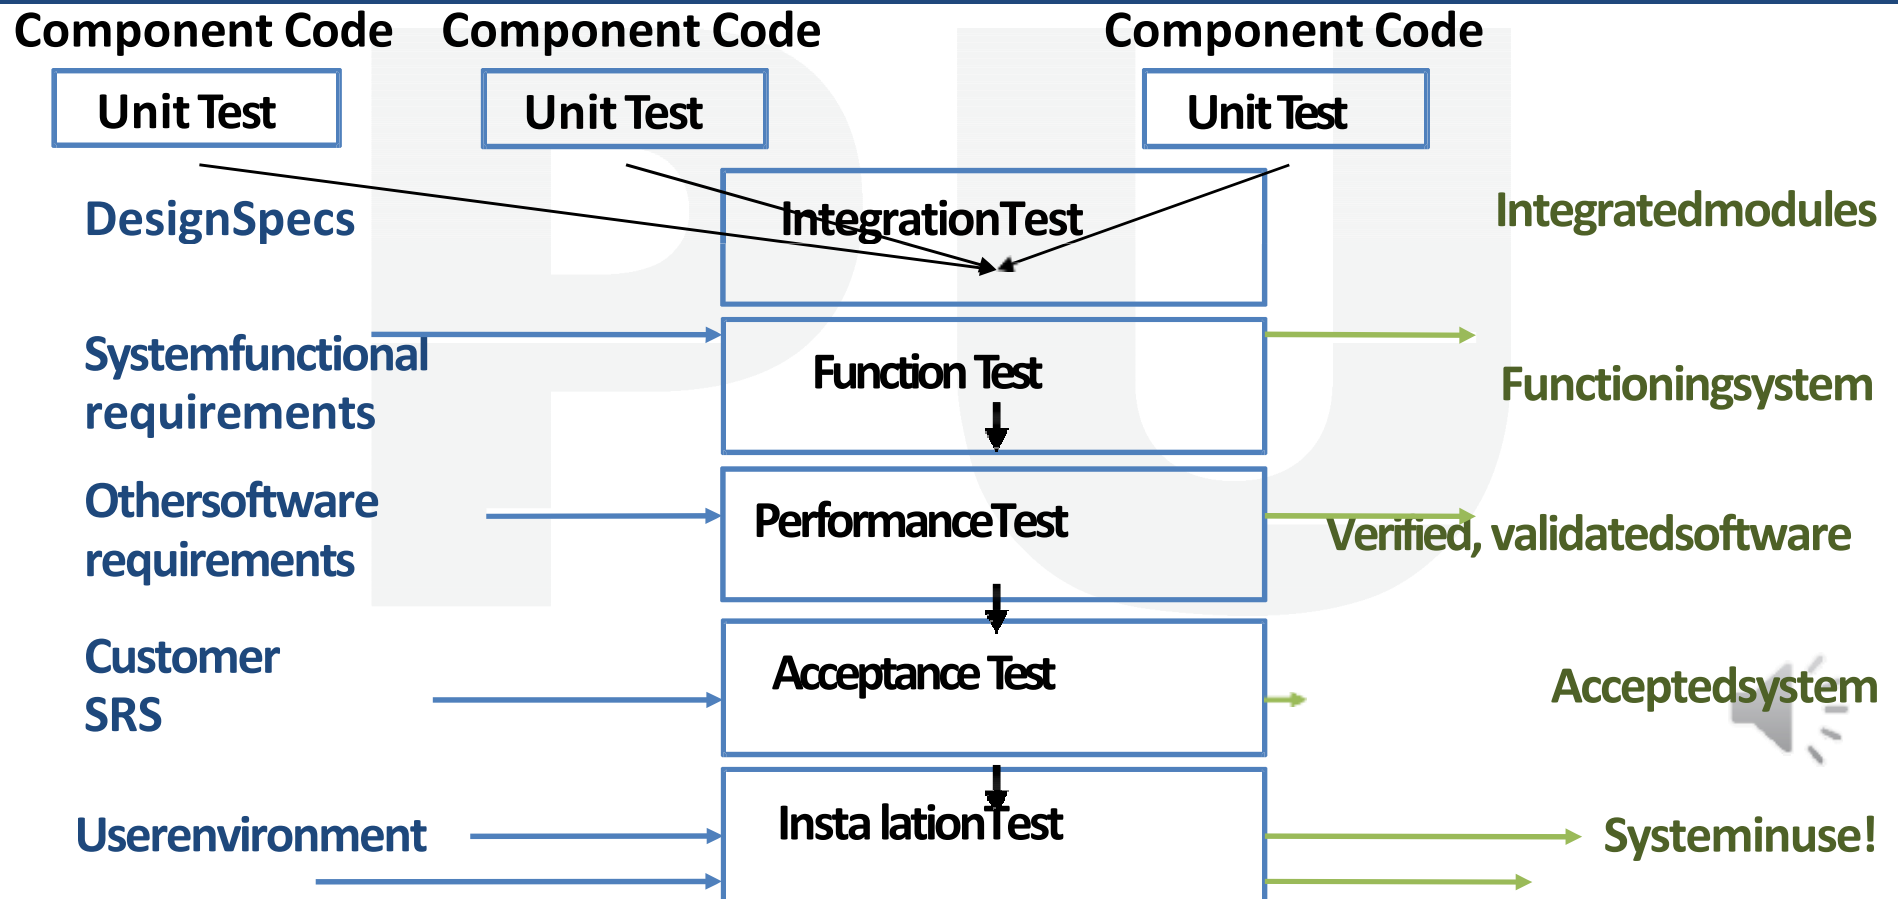 Component Code Component Code Component Code
Unit Test Unit Test Unit Test
DesignSpecs IntegrationTest Integratedmodules
Systemfunctional
requirements
Function Test Functioningsystem
Othersoftware
requirements
PerformanceTest Verified, validatedsoftware
Customer
SRS
Acceptance Test Acceptedsystem
Userenvironment Insta lationTest Systeminuse!